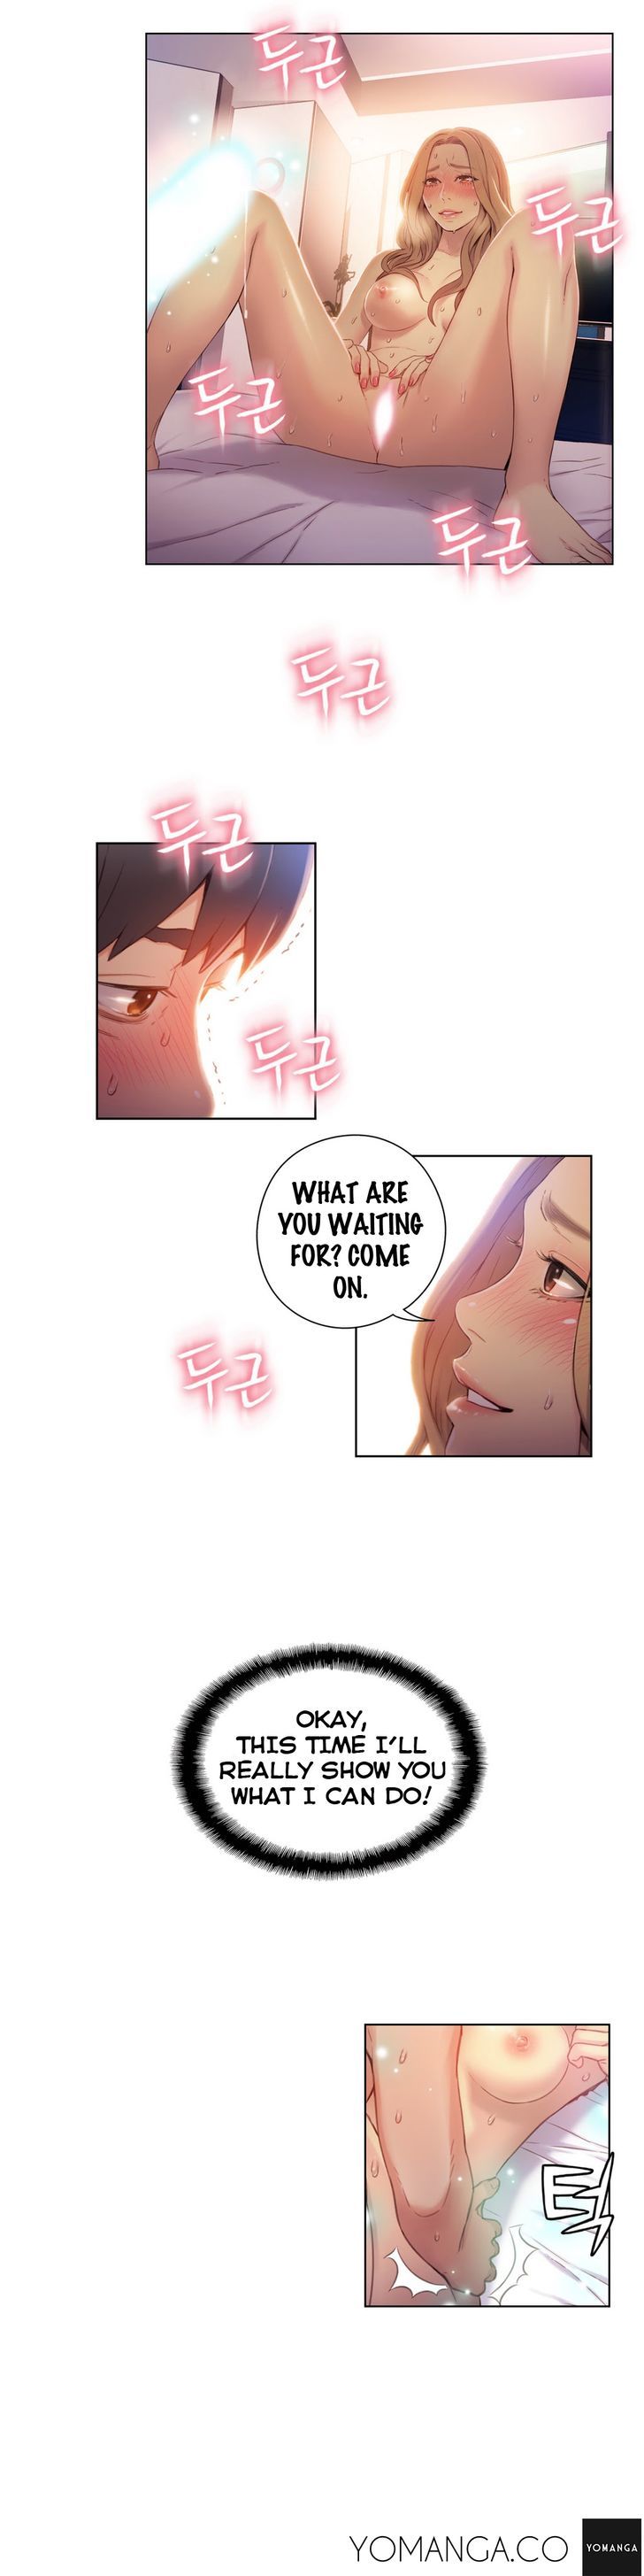 두근
두근
두근
두근
두근
두근
두근
WHAT ARE
YOU WAITING
FOR? COME
ON.
두근
OKAY,
THIS TIME I'LL
REALLY SHOW YOU
WHAT I CAN DO!
턱
YOMANGA.CO
YOMANGA